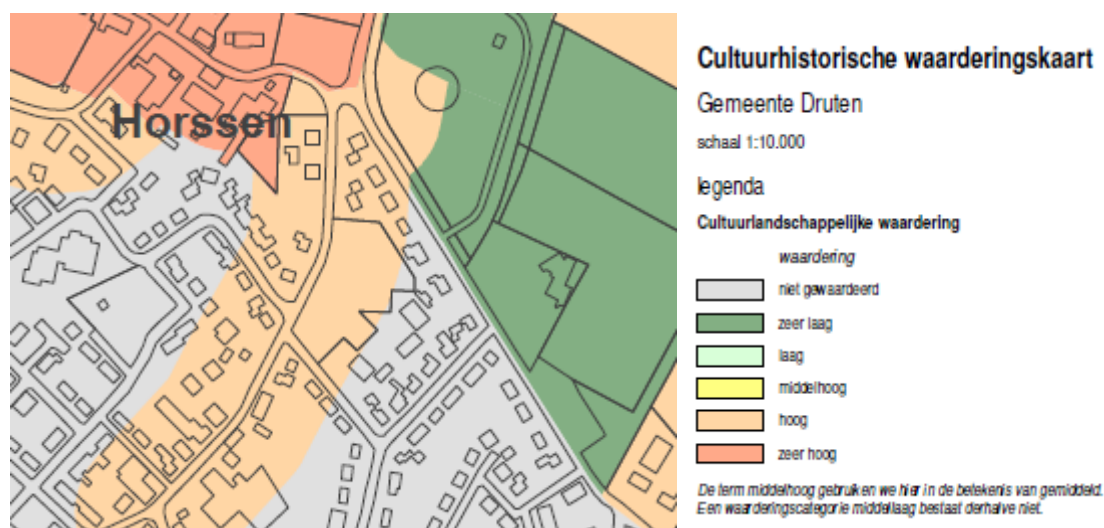 Horssen
Cultuurhistorische waarderingskaart
Gemeente Druten
schaal 1:10.000
legenda
Cultuurlandschappelijke waardering
waardering
niet gewaardeerd
zeer laag
laag
middelhoog
hoog
zeer hoog
De term middelhoog gebruiken we hier in de betekenis van gemiddeld.
Een waarderingscategorie middellaag bestaat derhalve niet.